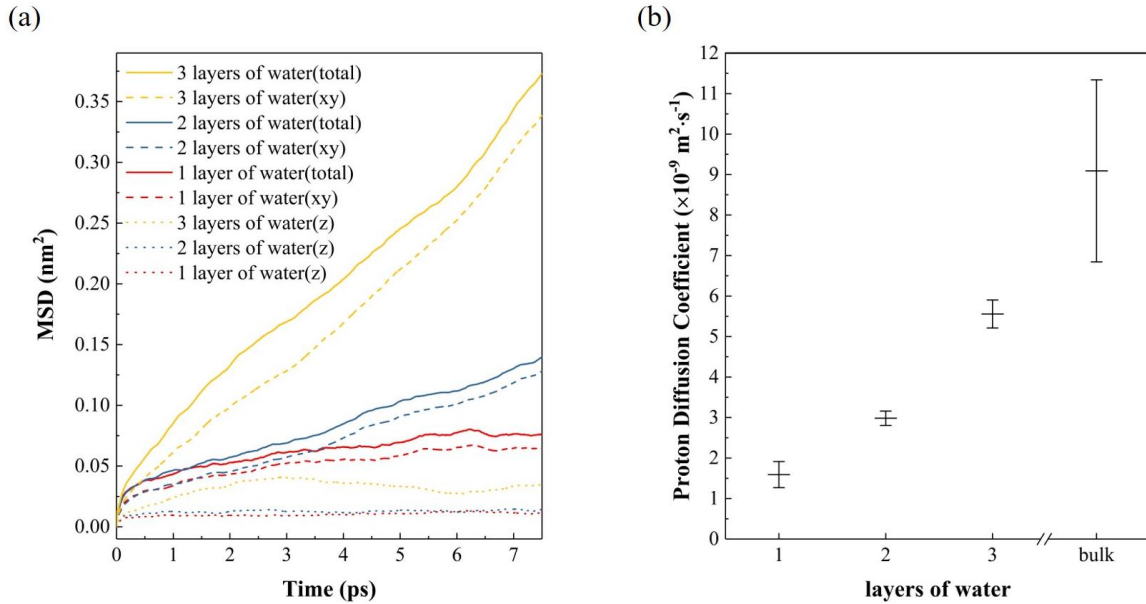 (a)
3 layers of water(total)
3 layers of water(xy)
2 layers of water(total)
2 layers of water(xy)
1 layer of water(total)
1 layer of water(xy)
3 layers of water(z)
2 layers of water(z)
1 layer of water(z)
MSD (nm²)
0.35
0.30
0.25
0.20
0.15
0.10
0.05
0.00
0 1 2 3 4 5 6 7
Time (ps)
(b)
Proton Diffusion Coefficient (×10⁻⁹ m²·s⁻¹)
12
11
10
9
8
7
6
5
4
3
2
1
0
1 2 3 bulk
layers of water